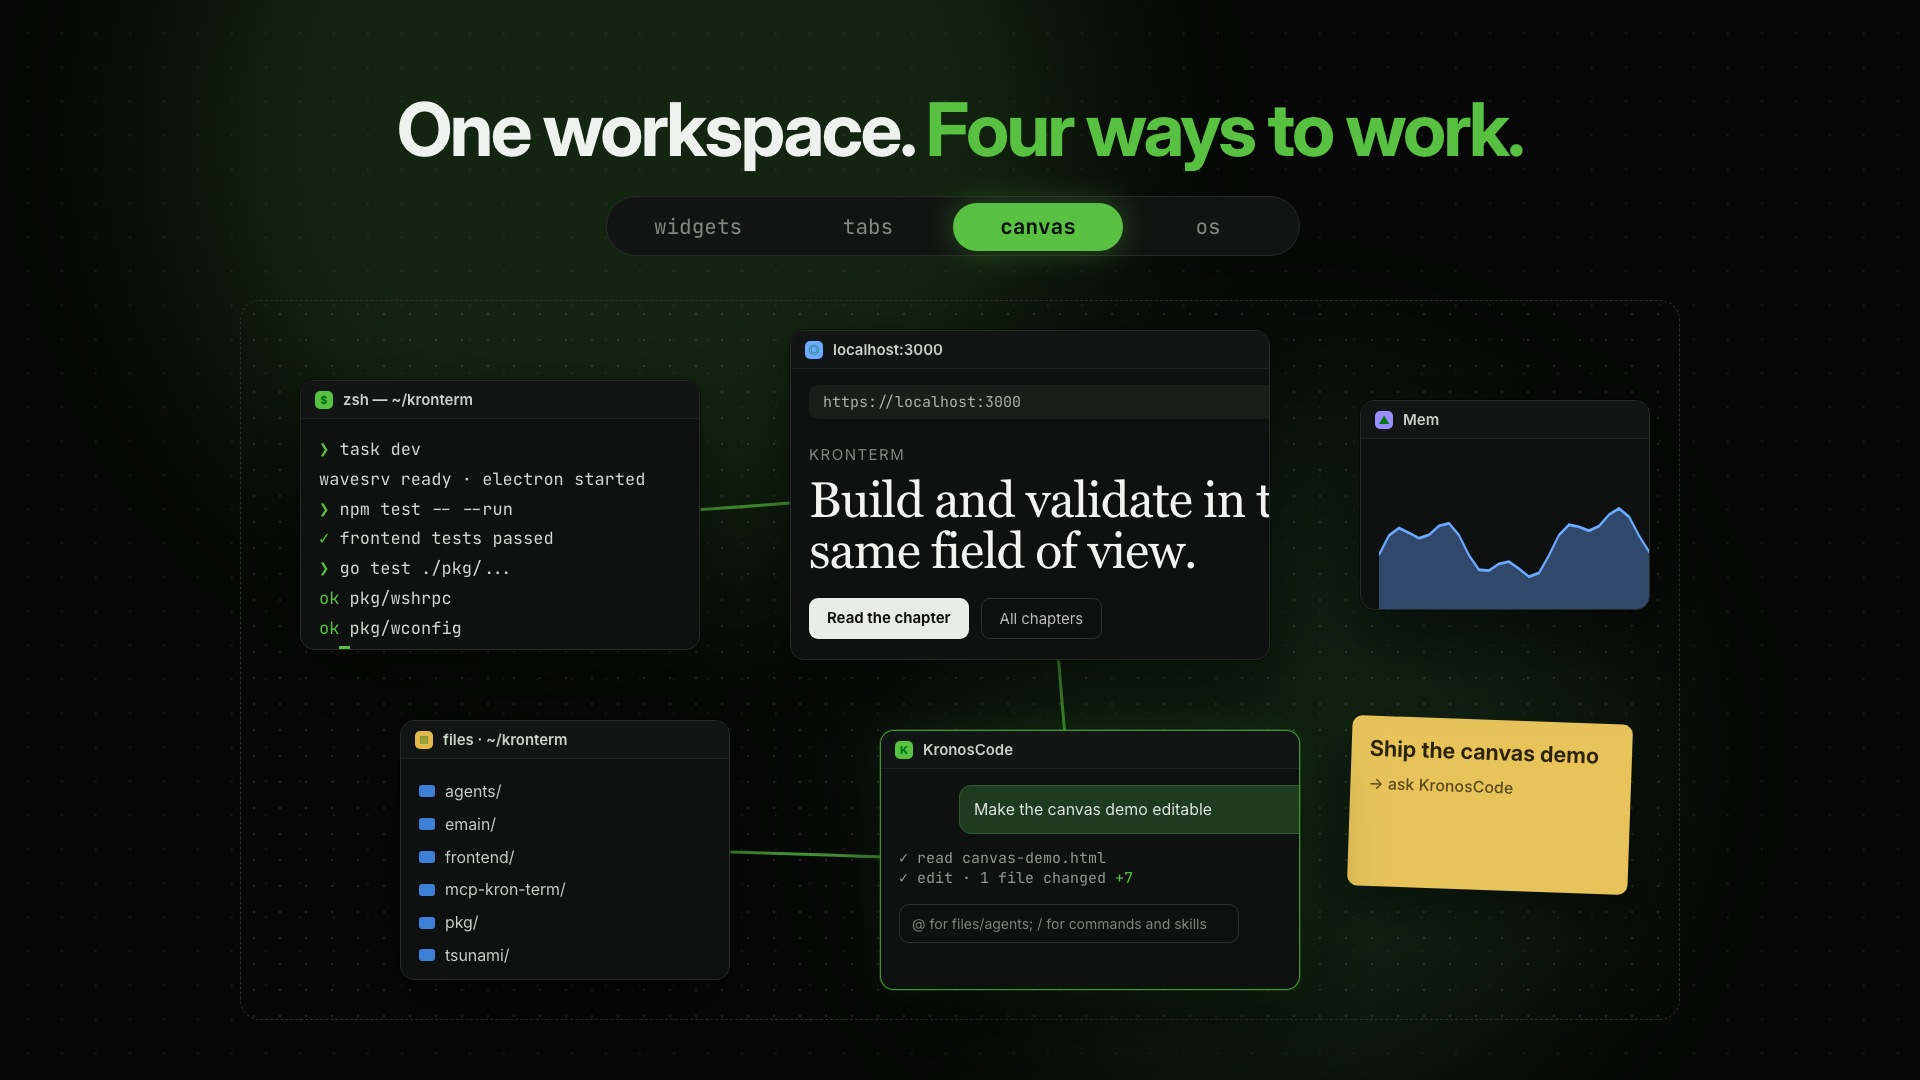 One workspace. Four ways to work.
widgets
tabs
canvas
os
$ zsh — ~/kronterm
❯ task dev
wavesrv ready · electron started
❯ npm test -- --run
✓ frontend tests passed
❯ go test ./pkg/...
ok pkg/wshrpc
ok pkg/wconfig
localhost:3000
https://localhost:3000
KRONTERM
Build and validate in t
same field of view.
Read the chapter
All chapters
Mem
files · ~/kronterm
agents/
emain/
frontend/
mcp-kron-term/
pkg/
tsunami/
K KronosCode
Make the canvas demo editable
✓ read canvas-demo.html
✓ edit · 1 file changed +7
@ for files/agents; / for commands and skills
Ship the canvas demo
→ ask KronosCode